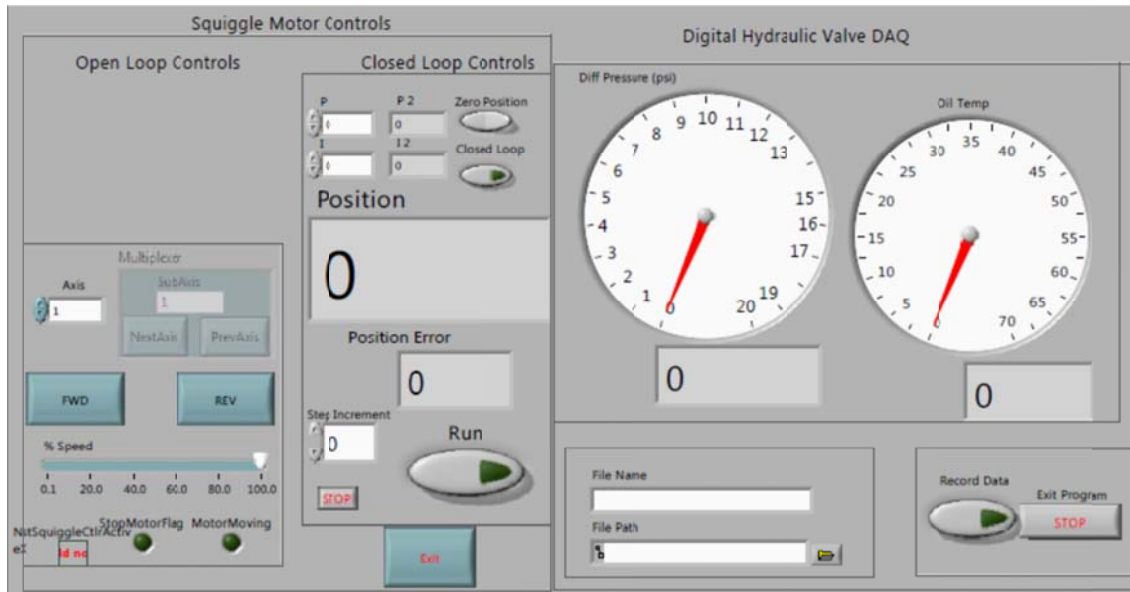 Squiggle Motor Controls
Open Loop Controls
Multiplexer
Axis
1
SubAxis
1
NextAxis PrevAxis
FWD REV
% Speed
0.1 20.0 40.0 60.0 80.0 100.0
StopMotorFlag MotorMoving
NstSquiggleCtlrActiv
eX
ld no
Closed Loop Controls
P P 2 Zero Position
0 0
I I 2 Closed Loop
0 0
Position
0
Position Error
0
Step Increment
0
Run
STOP
Exit
Digital Hydraulic Valve DAQ
Diff Pressure (psi)
0 1 2 3 4 5 6 7 8 9 10 11 12 13 15 16 17 19 20
0
Oil Temp
0 5 10 15 20 25 30 35 40 45 50 55 60 65 70
0
File Name
File Path
Record Data
Exit Program
STOP